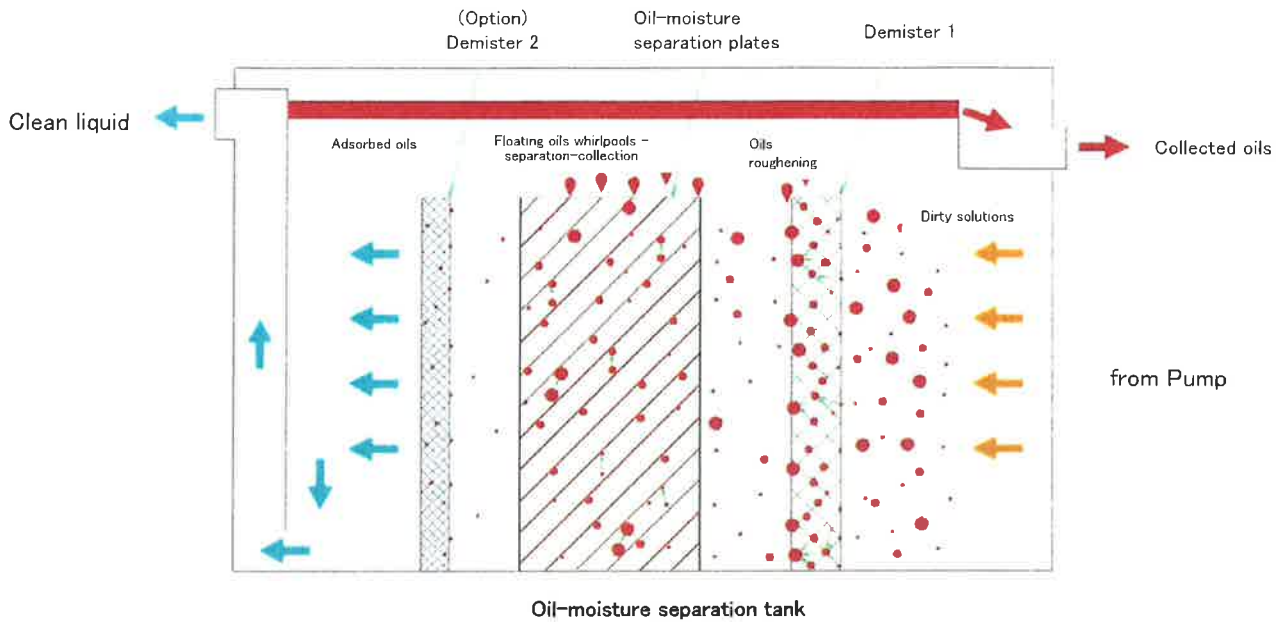 (Option)
Demister 2
Oil-moisture
separation plates
Demister 1
Clean liquid
Adsorbed oils
Floating oils whirlpools -
separation-collection
Oils
roughening
Collected oils
Dirty solutions
from Pump
Oil-moisture separation tank